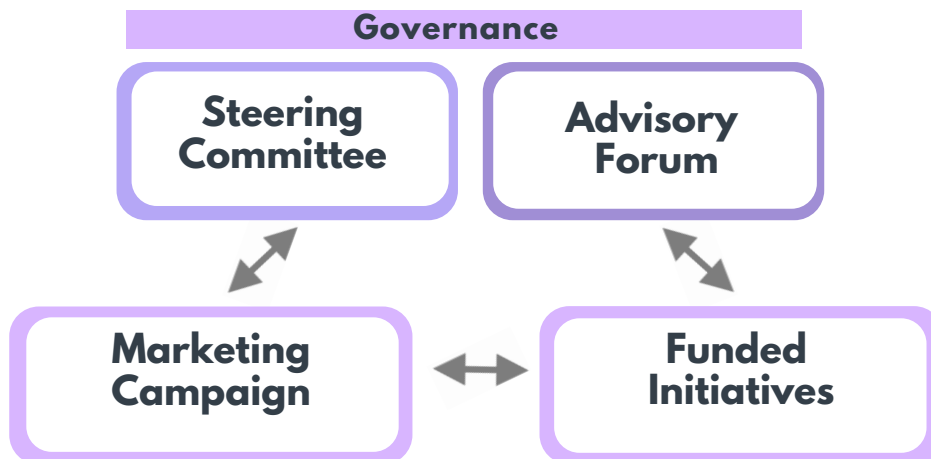 Governance
Steering
Committee
Advisory
Forum
Marketing
Campaign
Funded
Initiatives